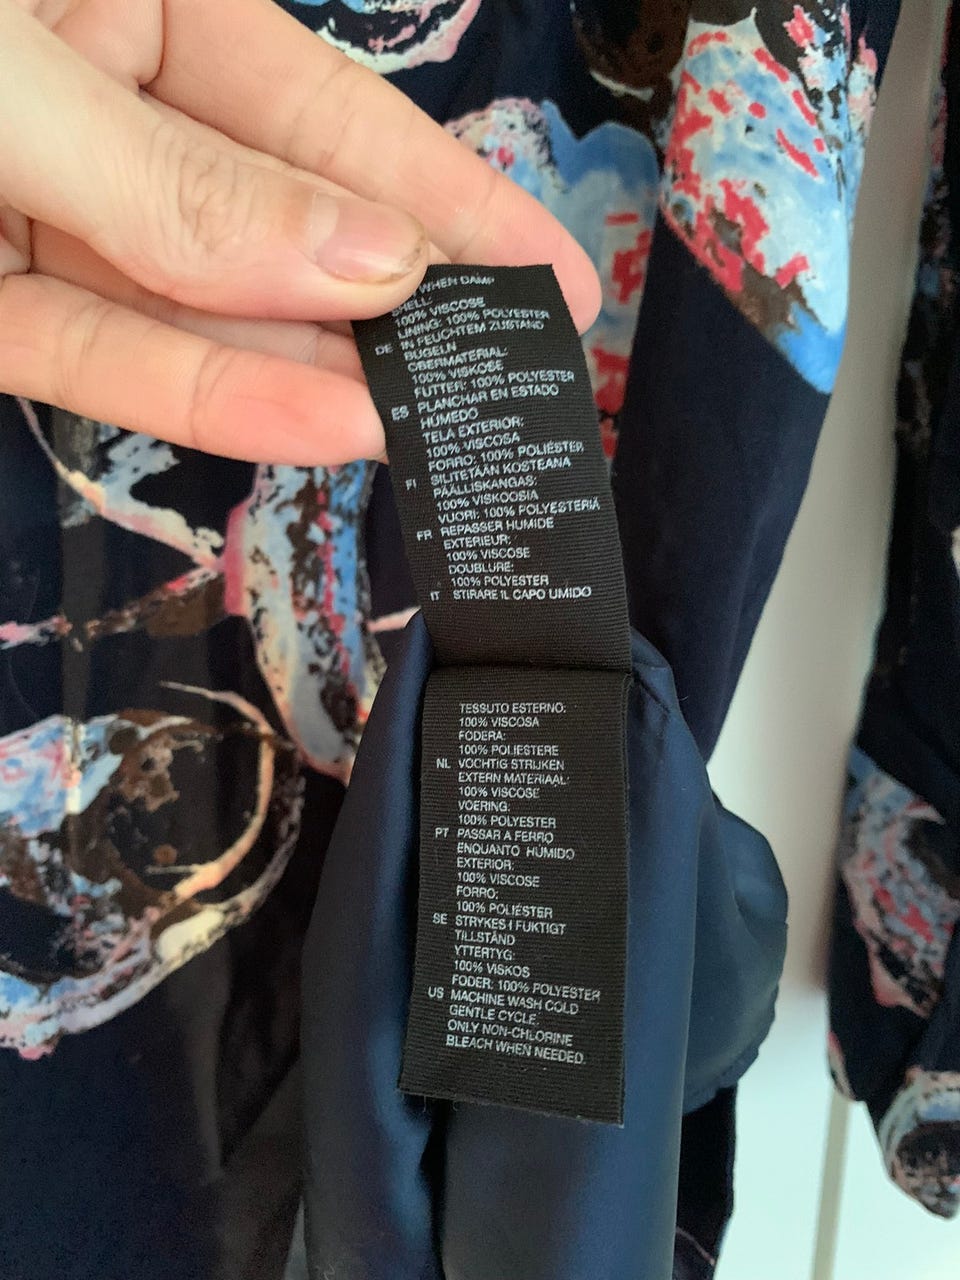 WHEN DAMP
SHELL:
100% VISCOSE
LINING: 100% POLYESTER
DE IN FEUCHTEM ZUSTAND
BÜGELN
OBERMATERIAL:
100% VISKOSE
FUTTER: 100% POLYESTER
ES PLANCHAR EN ESTADO
HÚMEDO
TELA EXTERIOR:
100% VISCOSA
FORRO: 100% POLIÉSTER
FI SILITETÄÄN KOSTEANA
PÄÄLLISKANGAS:
100% VISKOOSIA
VUORI: 100% POLYESTERIÄ
FR REPASSER HUMIDE
EXTERIEUR:
100% VISCOSE
DOUBLURE:
100% POLYESTER
IT STIRARE IL CAPO UMIDO
TESSUTO ESTERNO:
100% VISCOSA
FODERA:
100% POLIESTERE
NL VOCHTIG STRIJKEN
EXTERN MATERIAAL:
100% VISCOSE
VOERING:
100% POLYESTER
PT PASSAR A FERRO
ENQUANTO HÚMIDO
EXTERIOR:
100% VISCOSE
FORRO:
100% POLIÉSTER
SE STRYKES I FUKTIGT
TILLSTÅND
YTTERTYG:
100% VISKOS
FODER: 100% POLYESTER
US MACHINE WASH COLD
GENTLE CYCLE.
ONLY NON-CHLORINE
BLEACH WHEN NEEDED.